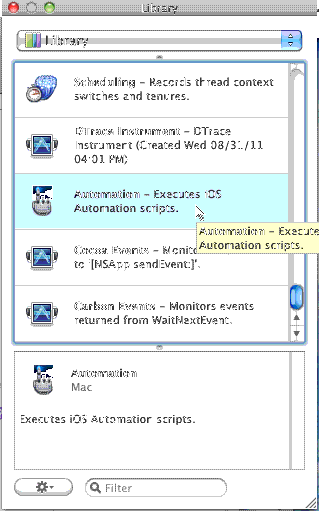 Library
Library
Scheduling – Records thread context
switches and tenures.
DTrace Instrument – DTrace
Instrument (Created Wed 08/31/11
04:01 PM)
Automation – Executes iOS
Automation scripts.
Automation – Execute
Automation scripts.
Cocoa Events – Monito
to '[NSApp sendEvent:]'.
Carbon Events – Monitors events
returned from WaitNextEvent.
Automation
Mac
Executes iOS Automation scripts.
Filter